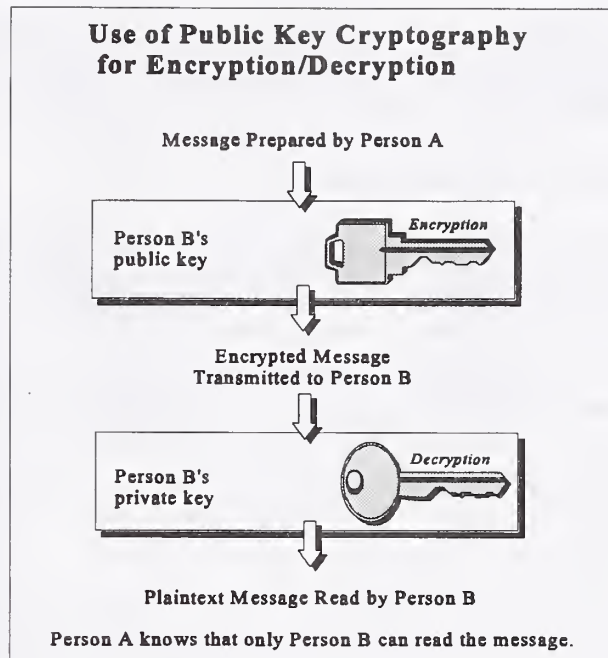 Use of Public Key Cryptography
for Encryption/Decryption
Message Prepared by Person A
Person B's
public key
Encryption
Encrypted Message
Transmitted to Person B
Person B's
private key
Decryption
Plaintext Message Read by Person B
Person A knows that only Person B can read the message.